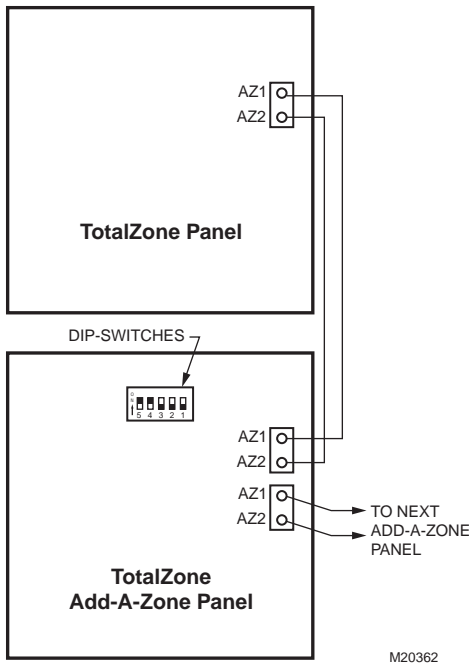 AZ1
AZ2
TotalZone Panel
DIP-SWITCHES
ON
5 4 3 2 1
AZ1
AZ2
AZ1
AZ2
TO NEXT
ADD-A-ZONE
PANEL
TotalZone
Add-A-Zone Panel
M20362